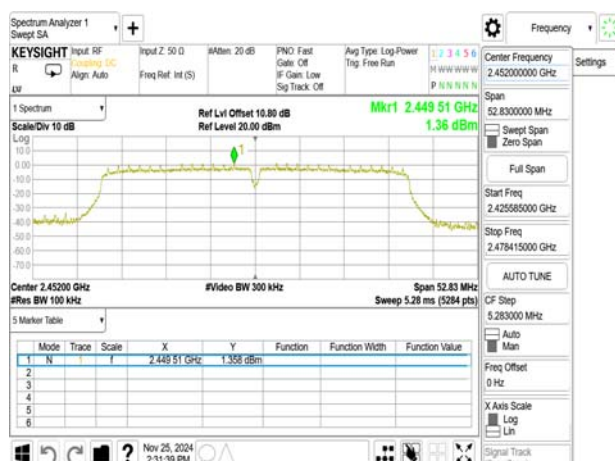 Spectrum Analyzer 1
Swept SA
Frequency
KEYSIGHT Input: RF Input Z: 50 Ω #Atten: 20 dB PNO: Fast Avg Type: Log-Power 1 2 3 4 5 6
R Coupling: DC Gate: Off Trig: Free Run M W W W W W
Align: Auto Freq Ref: Int (S) IF Gain: Low
Sig Track: Off P N N N N N
LXI
1 Spectrum
Ref Lvl Offset 10.80 dB Mkr1 2.449 51 GHz
Scale/Div 10 dB Ref Level 20.00 dBm 1.36 dBm
Log
10.0
0.00
-10.0
-20.0
-30.0
-40.0
-50.0
-60.0
-70.0
1
Center 2.45200 GHz #Video BW 300 kHz Span 52.83 MHz
#Res BW 100 kHz Sweep 5.28 ms (5284 pts)
5 Marker Table
Mode Trace Scale X Y Function Function Width Function Value
1 N 1 f 2.449 51 GHz 1.358 dBm
2
3
4
5
6
Nov 25, 2024
2:31:39 PM
Center Frequency
2.452000000 GHz
Settings
Span
52.8300000 MHz
Swept Span
Zero Span
Full Span
Start Freq
2.425585000 GHz
Stop Freq
2.478415000 GHz
AUTO TUNE
CF Step
5.283000 MHz
Auto
Man
Freq Offset
0 Hz
X Axis Scale
Log
Lin
Signal Track